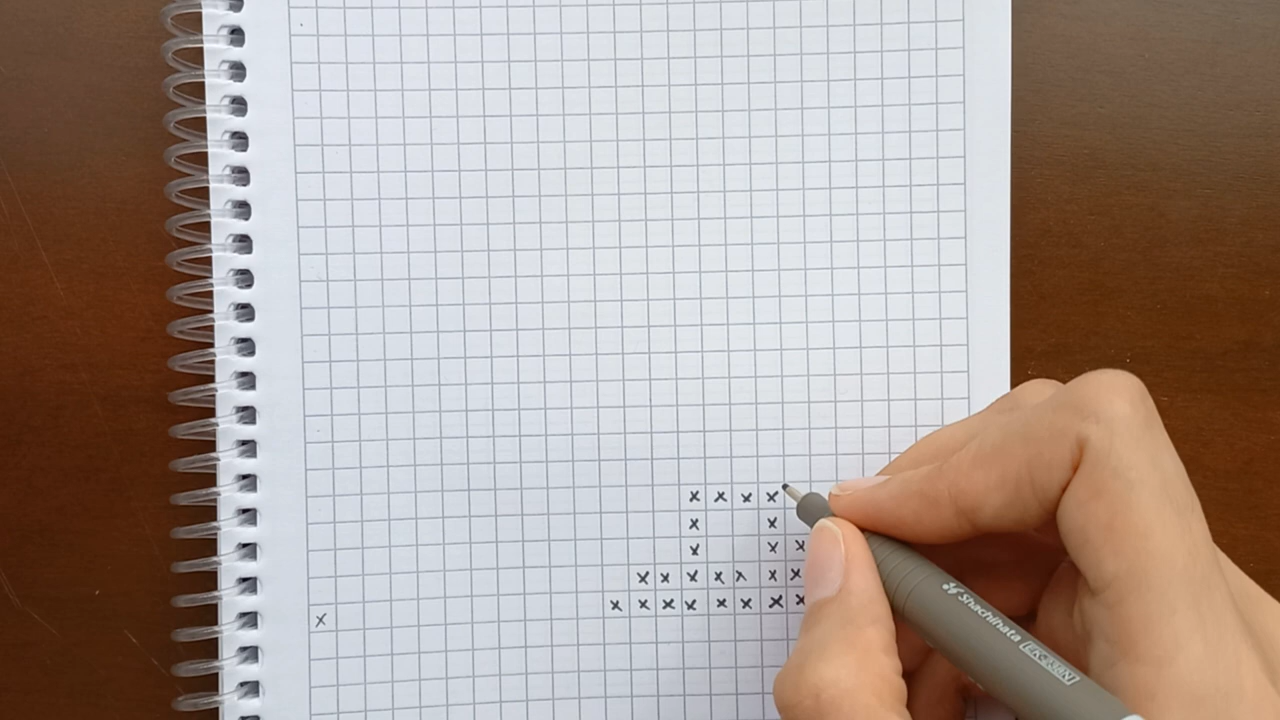 x x x x
x x
x x x
x x x x x x x
x x x x x x x x
x
Shachihata